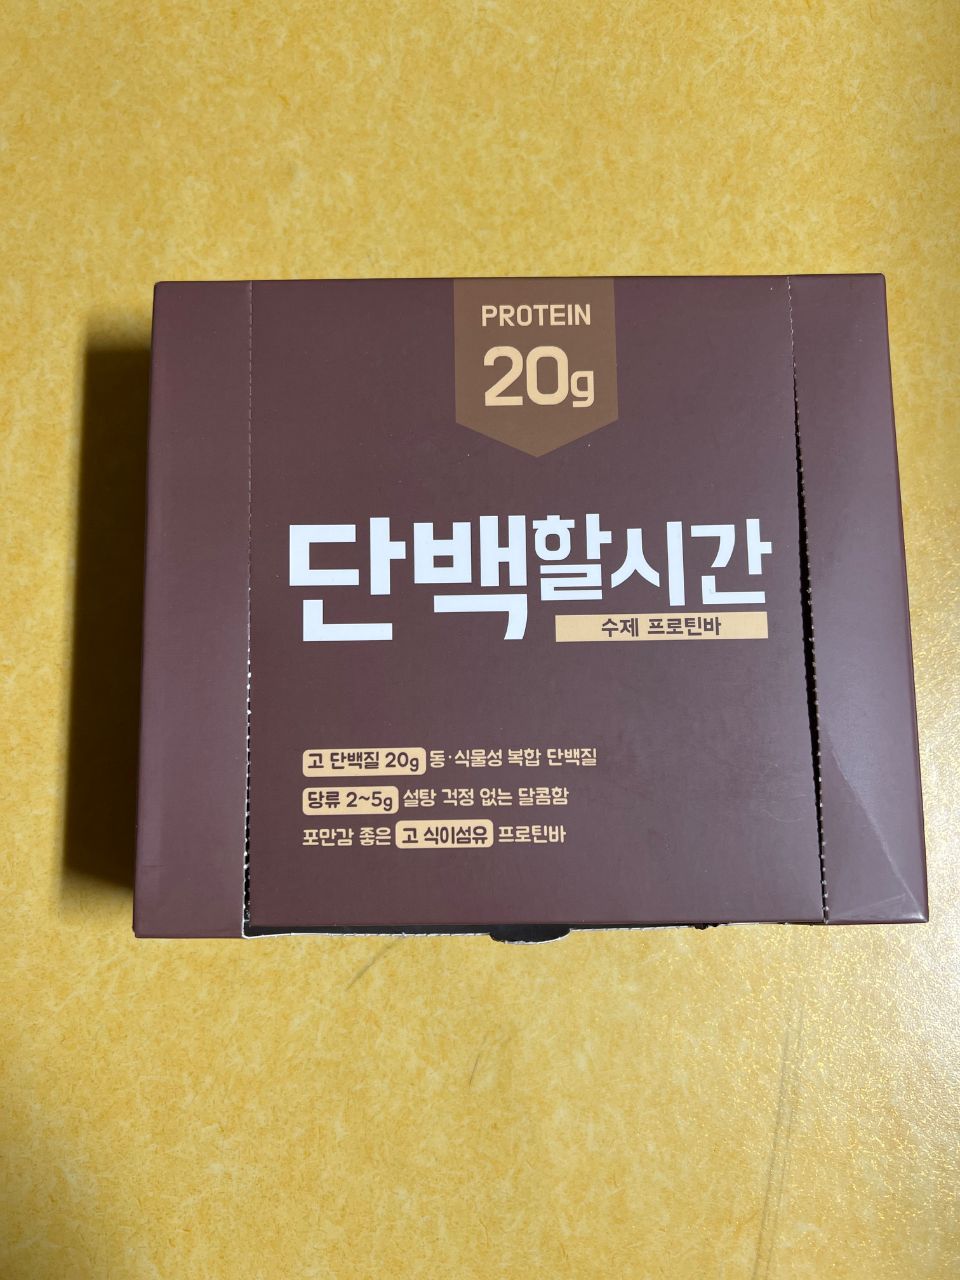 PROTEIN
20g
단백할시간
수제 프로틴바
고 단백질 20g 동·식물성 복합 단백질
당류 2~5g 설탕 걱정 없는 달콤함
포만감 좋은 고 식이섬유 프로틴바